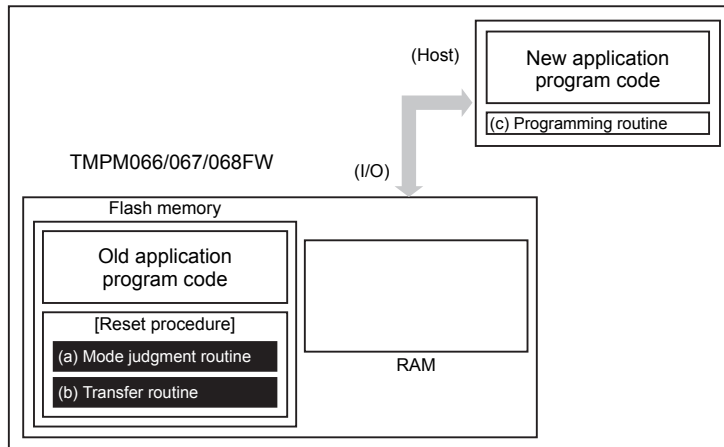 (Host)
New application
program code
(c) Programming routine
TMPM066/067/068FW
(I/O)
Flash memory
Old application
program code
[Reset procedure]
(a) Mode judgment routine
(b) Transfer routine
RAM